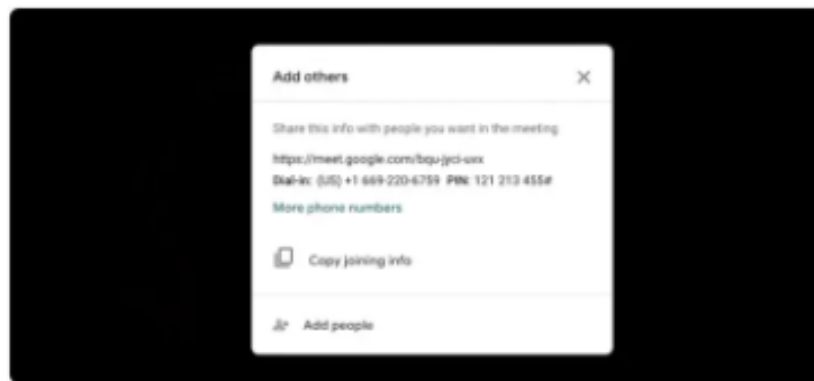 Add others
Share this info with people you want in the meeting
https://meet.google.com/bqu-jyci-uvx
Dial-in: (US) +1 669-220-6759 PIN: 121 213 455#
More phone numbers
Copy joining info
Add people